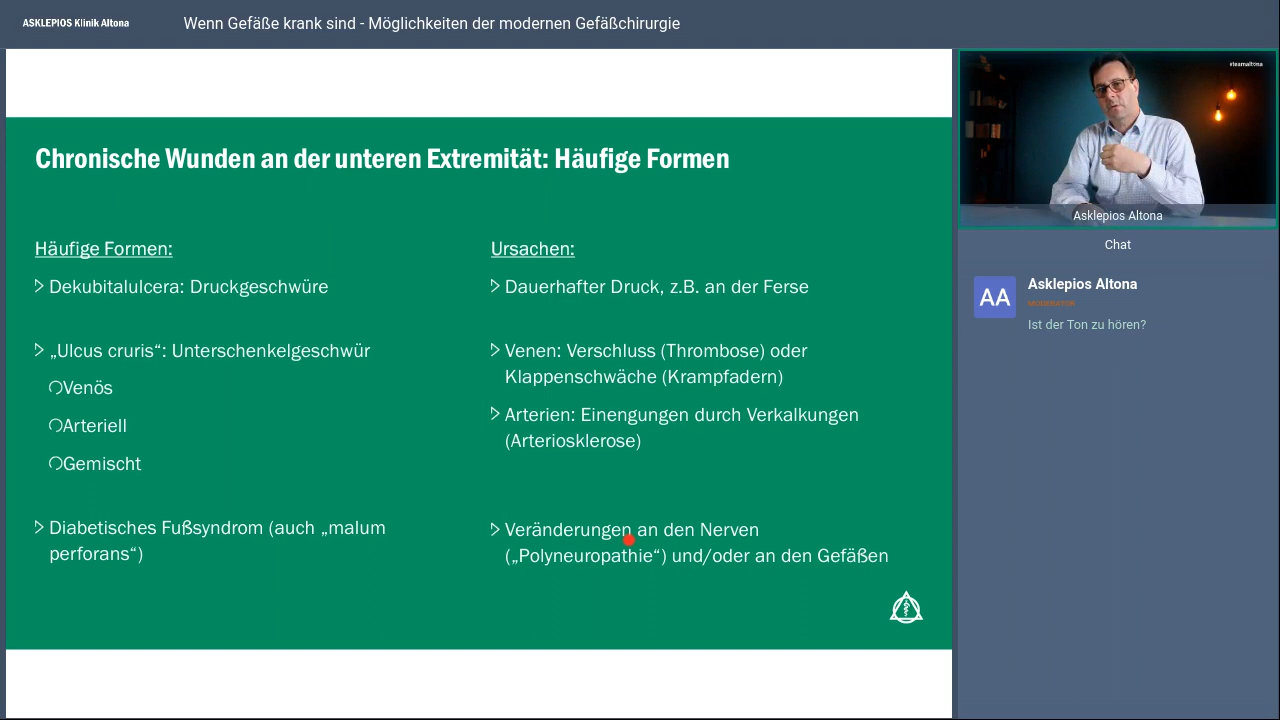 ASKLEPIOS Klinik Altona
Wenn Gefäße krank sind - Möglichkeiten der modernen Gefäßchirurgie
Chronische Wunden an der unteren Extremität: Häufige Formen
Häufige Formen:
Dekubitalulcera: Druckgeschwüre
„Ulcus cruris“: Unterschenkelgeschwür
Venös
Arteriell
Gemischt
Diabetisches Fußsyndrom (auch „malum
perforans“)
Ursachen:
Dauerhafter Druck, z.B. an der Ferse
Venen: Verschluss (Thrombose) oder
Klappenschwäche (Krampfadern)
Arterien: Einengungen durch Verkalkungen
(Arteriosklerose)
Veränderungen an den Nerven
(„Polyneuropathie“) und/oder an den Gefäßen
#teamaltona
Asklepios Altona
Chat
AA
Asklepios Altona
MODERATOR
Ist der Ton zu hören?